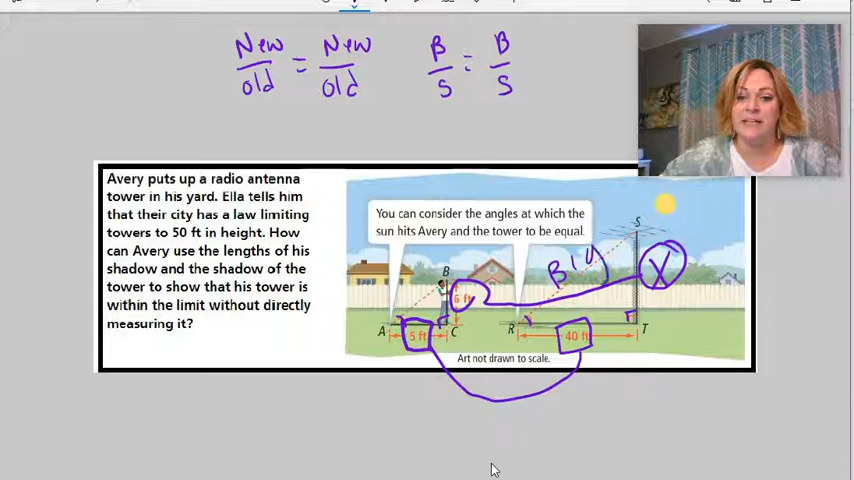 New New B B
old = old S = S
Avery puts up a radio antenna
tower in his yard. Ella tells him
that their city has a law limiting
towers to 50 ft in height. How
can Avery use the lengths of his
shadow and the shadow of the
tower to show that his tower is
within the limit without directly
measuring it?
You can consider the angles at which the
sun hits Avery and the tower to be equal.
S
Big
X
B
6 ft
A 5 ft C R 40 ft T
Art not drawn to scale.